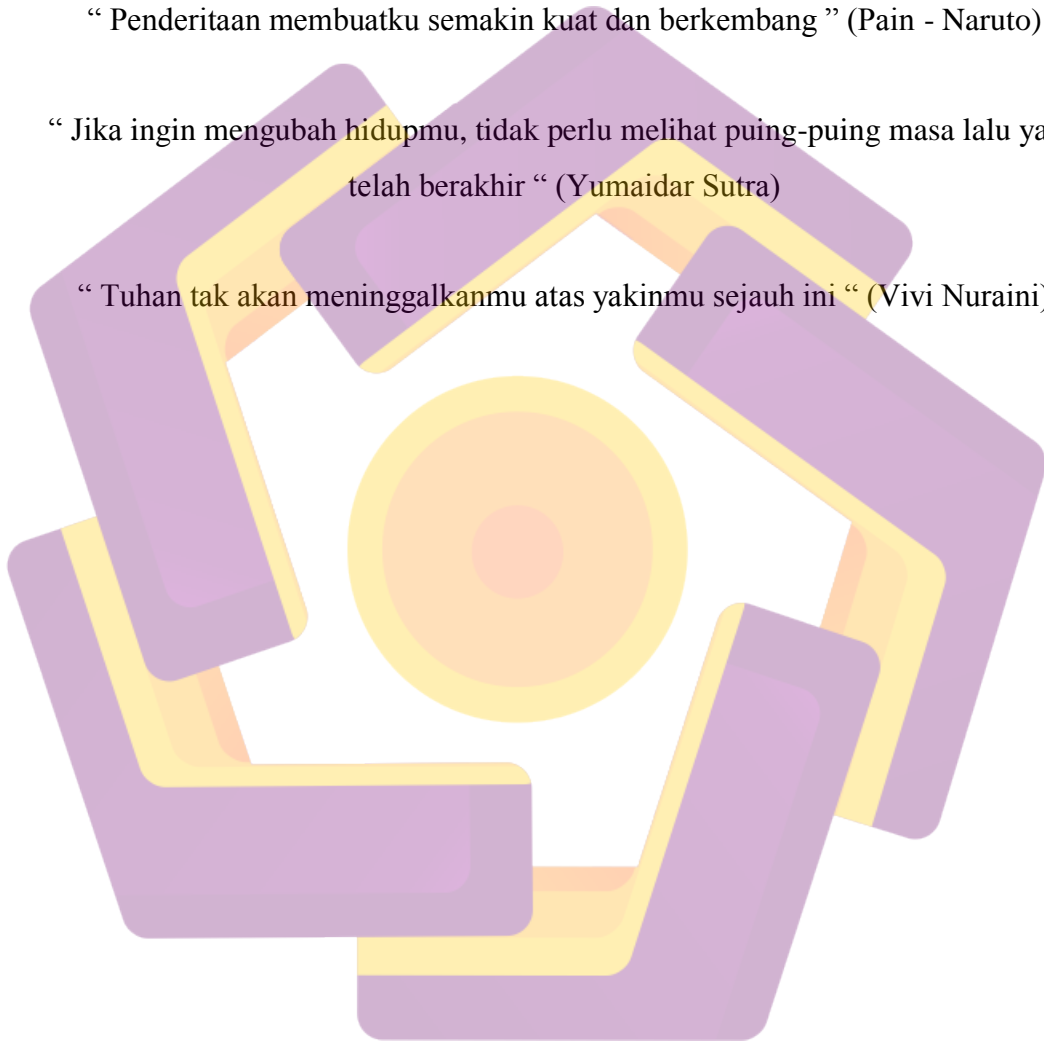 “ Penderitaan membuatku semakin kuat dan berkembang ” (Pain - Naruto)
“ Jika ingin mengubah hidupmu, tidak perlu melihat puing-puing masa lalu ya
telah berakhir “ (Yumaidar Sutra)
“ Tuhan tak akan meninggalkanmu atas yakinmu sejauh ini “ (Vivi Nuraini)